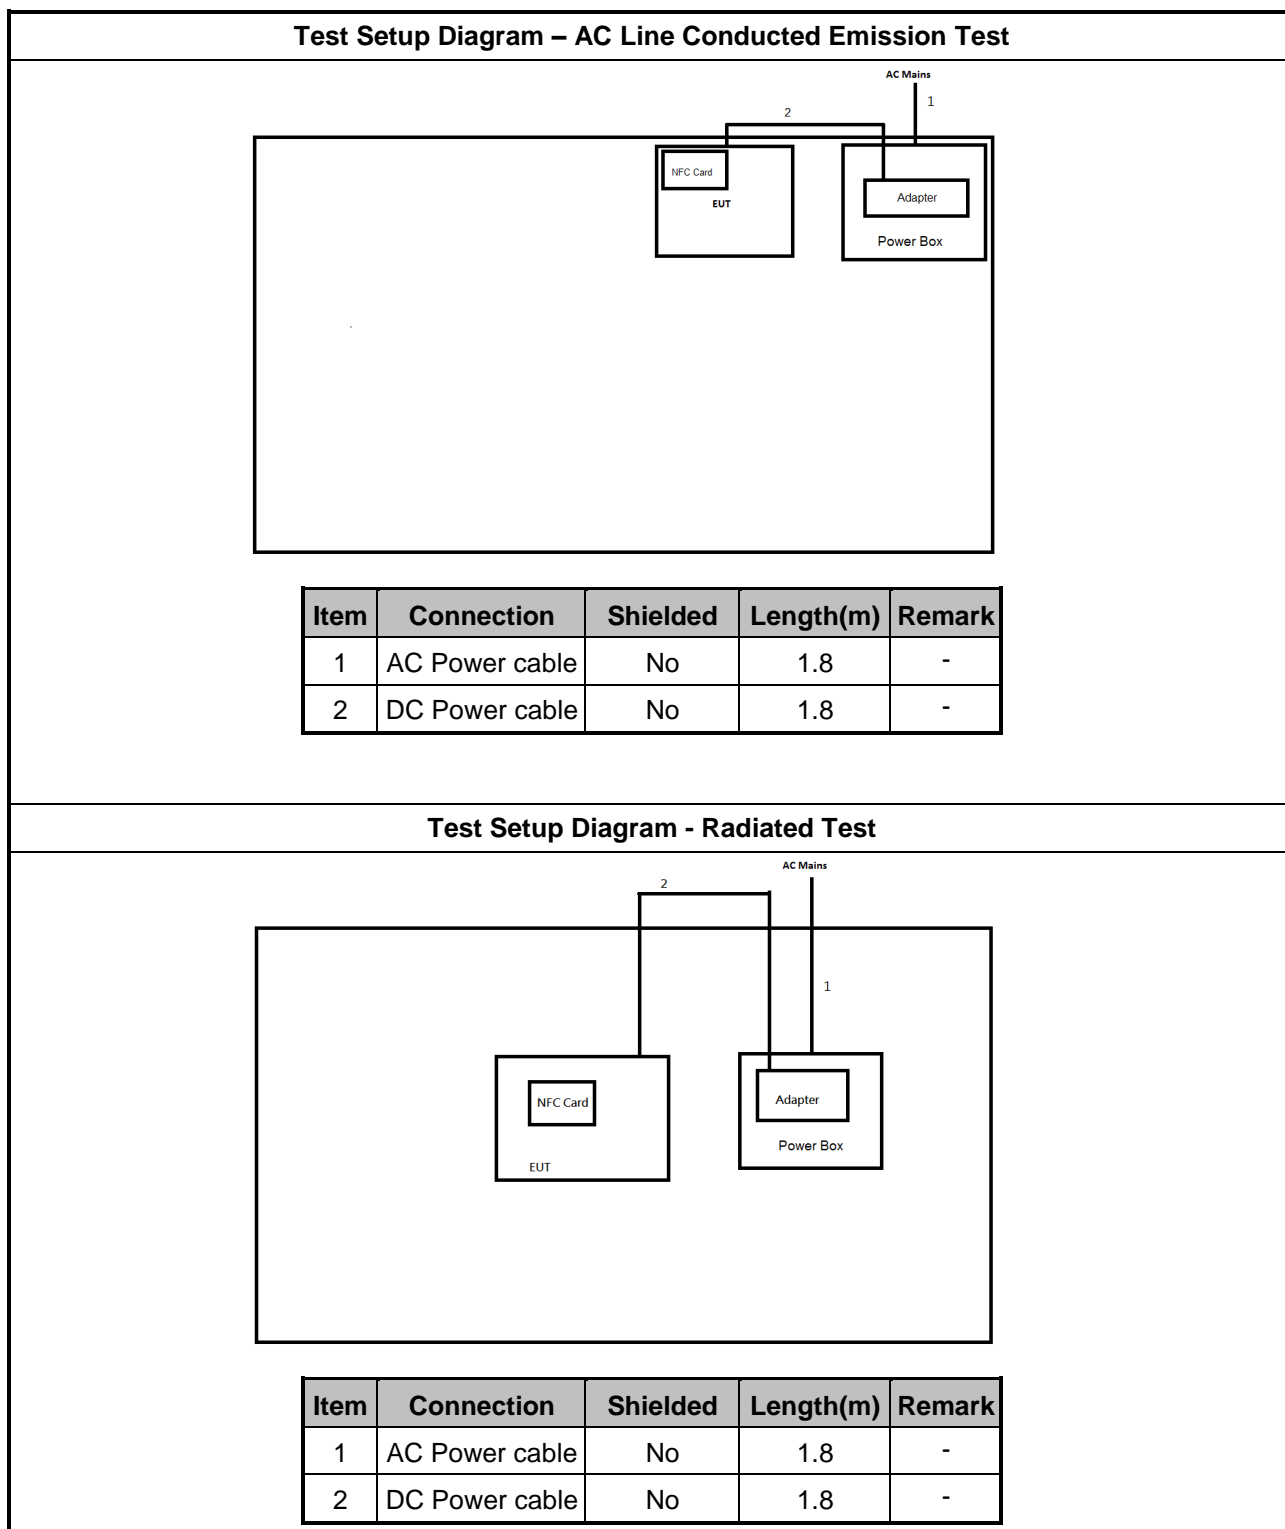 Test Setup Diagram – AC Line Conducted Emission Test
AC Mains
1
2
NFC Card
EUT
Adapter
Power Box
Item Connection Shielded Length(m) Remark
1 AC Power cable No 1.8 -
2 DC Power cable No 1.8 -
Test Setup Diagram - Radiated Test
AC Mains
2
1
NFC Card
EUT
Adapter
Power Box
Item Connection Shielded Length(m) Remark
1 AC Power cable No 1.8 -
2 DC Power cable No 1.8 -